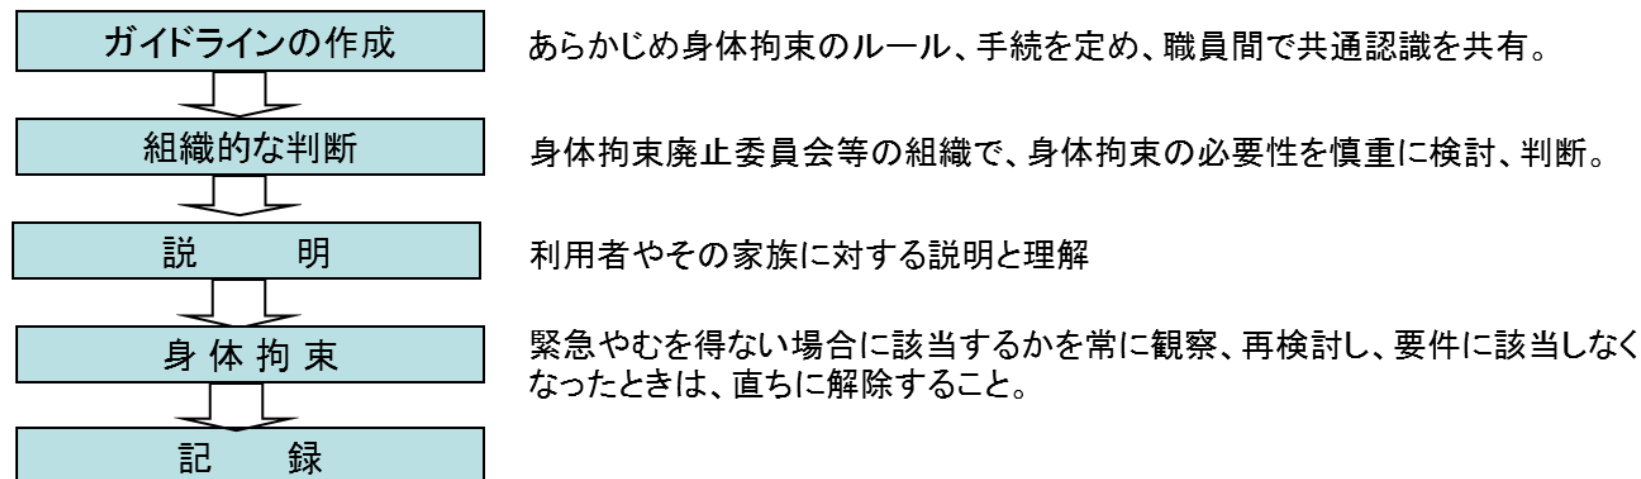 ガイドラインの作成
あらかじめ身体拘束のルール、手続を定め、職員間で共通認識を共有。
組織的な判断
身体拘束廃止委員会等の組織で、身体拘束の必要性を慎重に検討、判断。
説　明
利用者やその家族に対する説明と理解
身 体 拘 束
緊急やむを得ない場合に該当するかを常に観察、再検討し、要件に該当しなく
なったときは、直ちに解除すること。
記　録